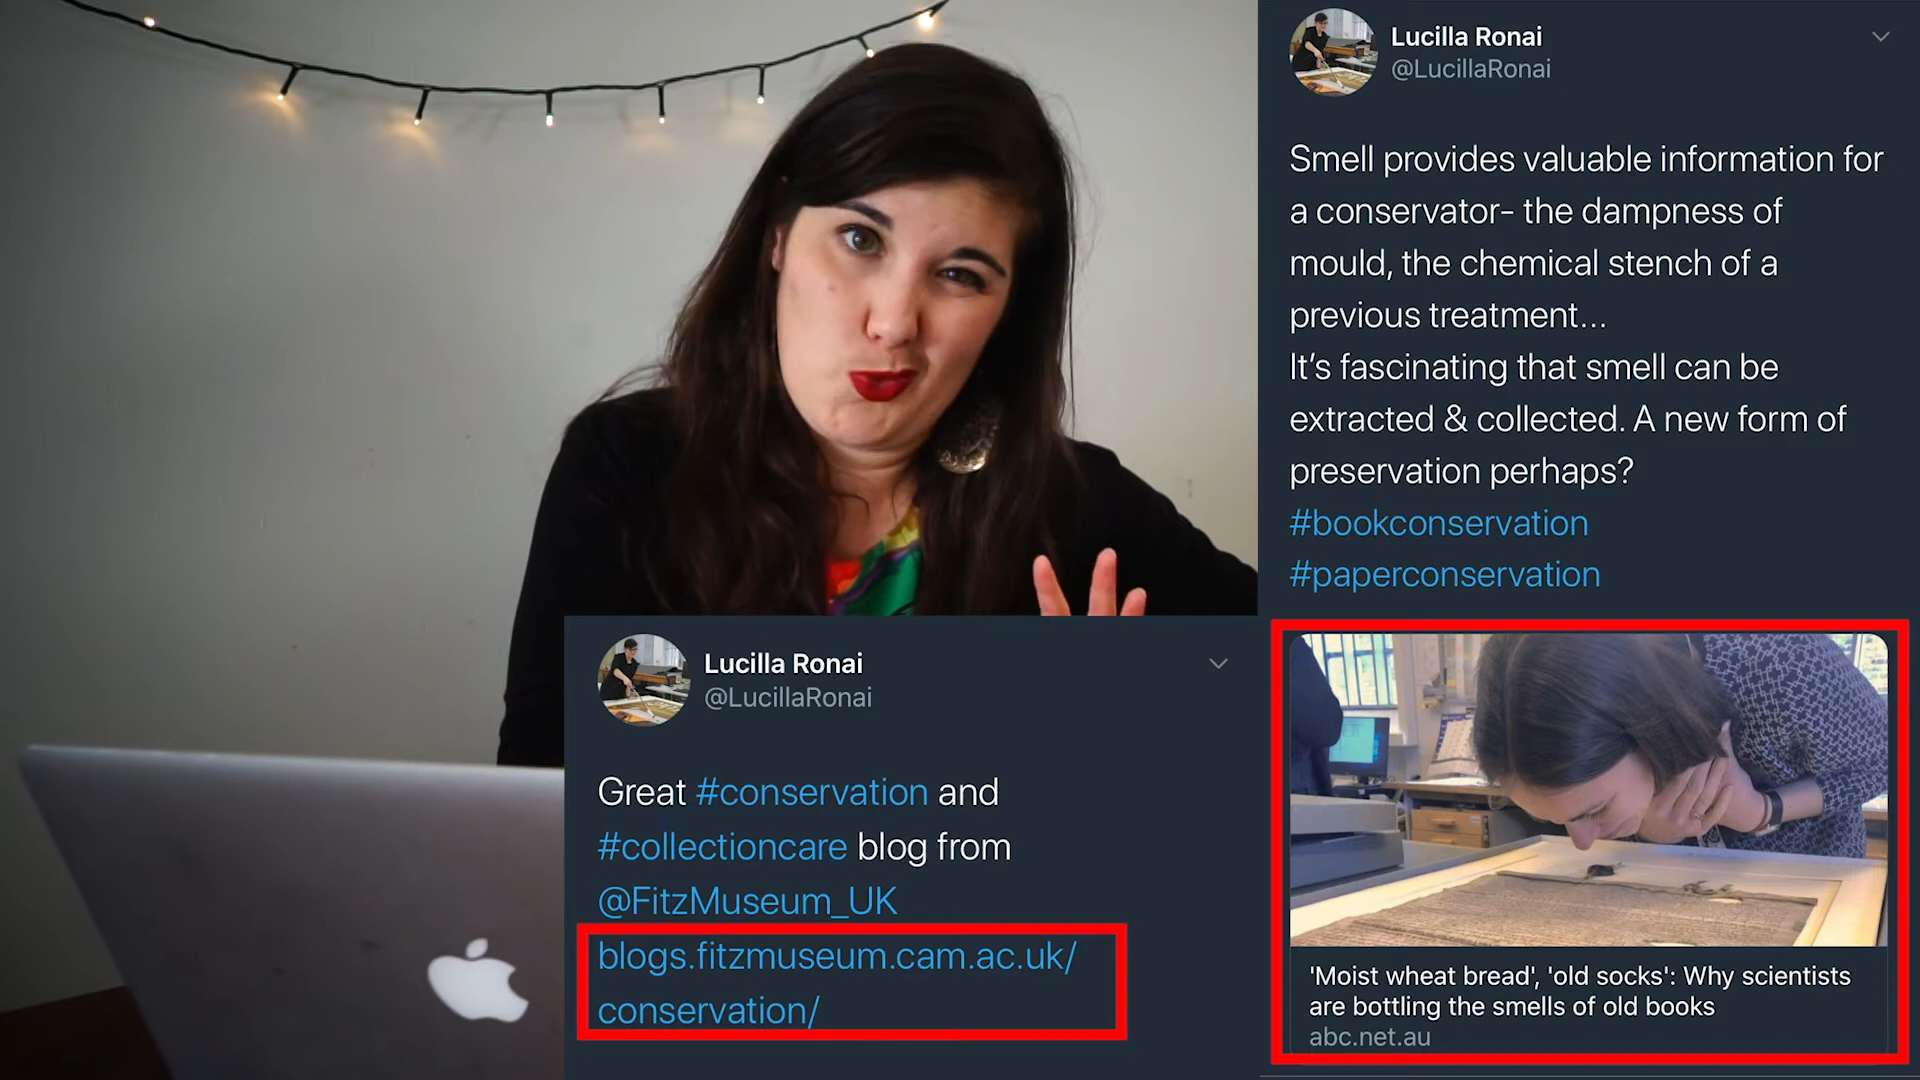 Lucilla Ronai
@LucillaRonai
Smell provides valuable information for
a conservator- the dampness of
mould, the chemical stench of a
previous treatment...
It's fascinating that smell can be
extracted & collected. A new form of
preservation perhaps?
#bookconservation
#paperconservation
'Moist wheat bread', 'old socks': Why scientists
are bottling the smells of old books
abc.net.au
Lucilla Ronai
@LucillaRonai
Great #conservation and
#collectioncare blog from
@FitzMuseum_UK
blogs.fitzmuseum.cam.ac.uk/
conservation/